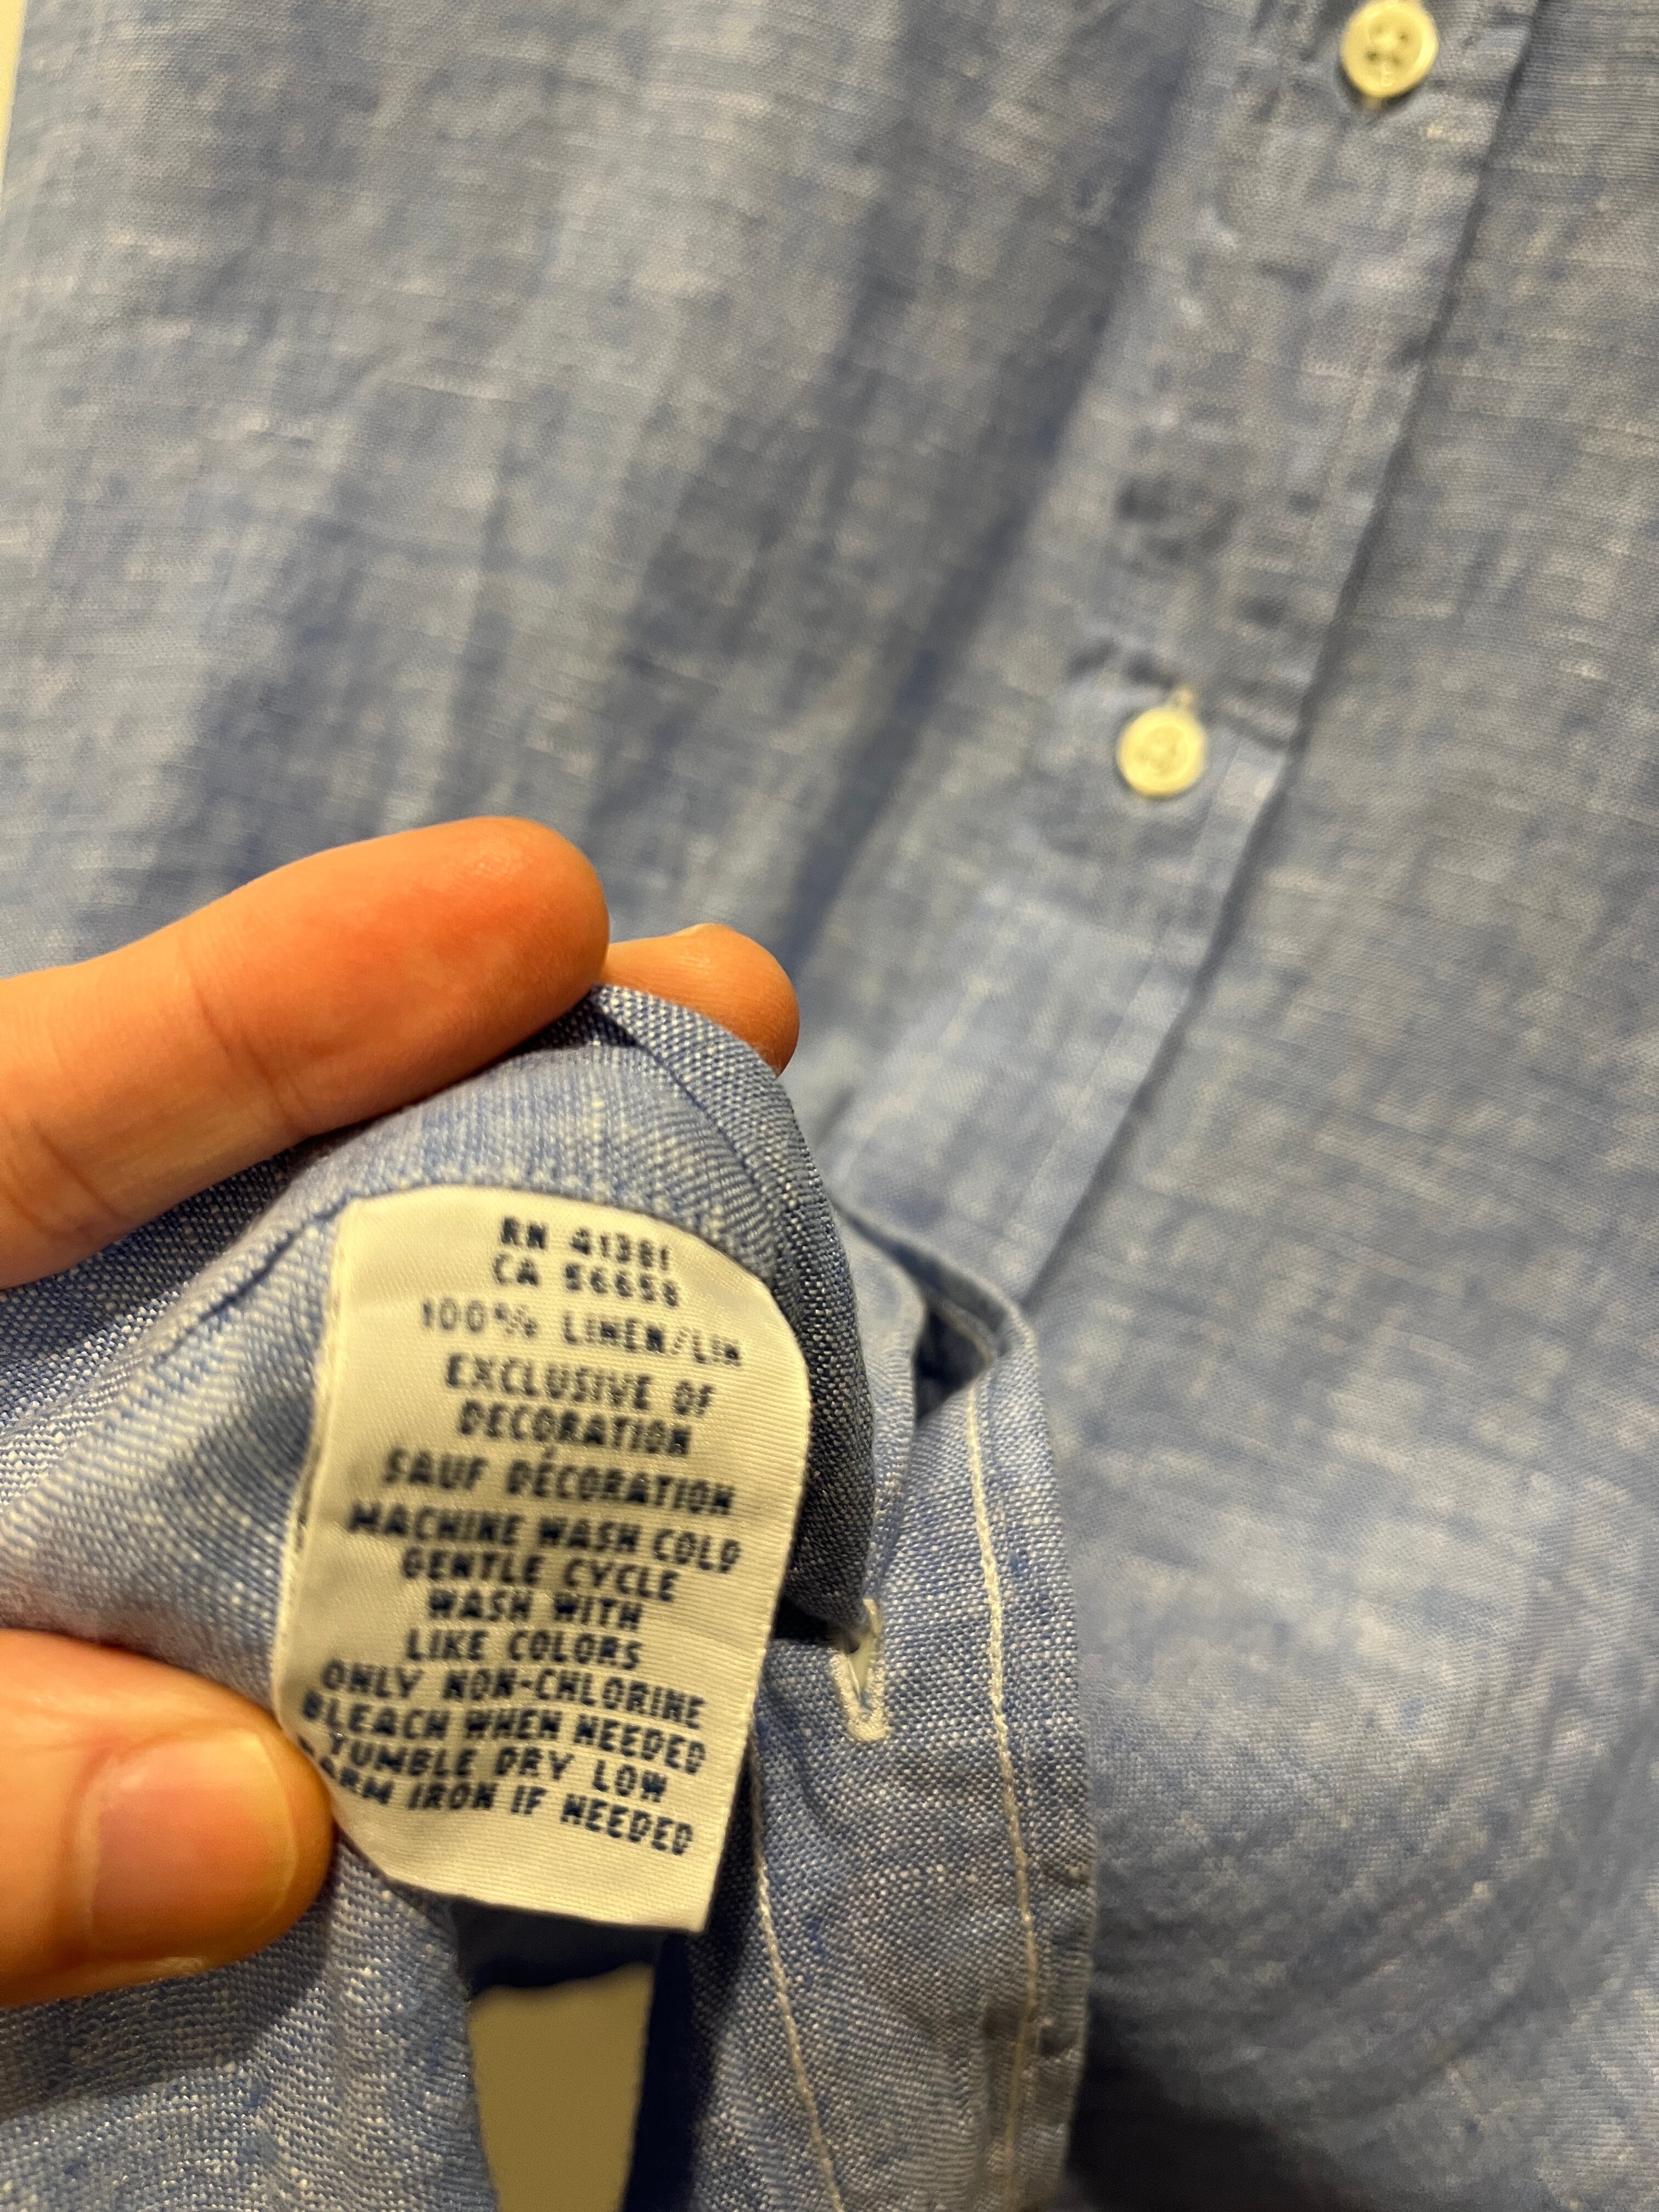 RN 41381
CA 56656
100% LINEN/LIN
EXCLUSIVE OF
DECORATION
SAUF DÉCORATION
MACHINE WASH COLD
GENTLE CYCLE
WASH WITH
LIKE COLORS
ONLY NON-CHLORINE
BLEACH WHEN NEEDED
TUMBLE DRY LOW
WARM IRON IF NEEDED